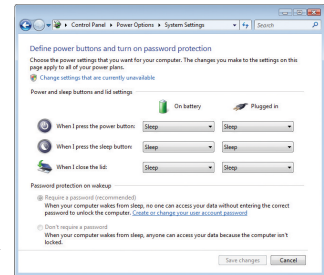 Control Panel ▸ Power Options ▸ System Settings
Search
Define power buttons and turn on password protection
Choose the power settings that you want for your computer. The changes you make to the settings on this
page apply to all of your power plans.
Change settings that are currently unavailable
Power and sleep buttons and lid settings
On battery
Plugged in
When I press the power button:
Sleep
Sleep
When I press the sleep button:
Sleep
Sleep
When I close the lid:
Sleep
Sleep
Password protection on wakeup
Require a password (recommended)
When your computer wakes from sleep, no one can access your data without entering the correct
password to unlock the computer. Create or change your user account password
Don't require a password
When your computer wakes from sleep, anyone can access your data because the computer isn't
locked.
Save changes
Cancel